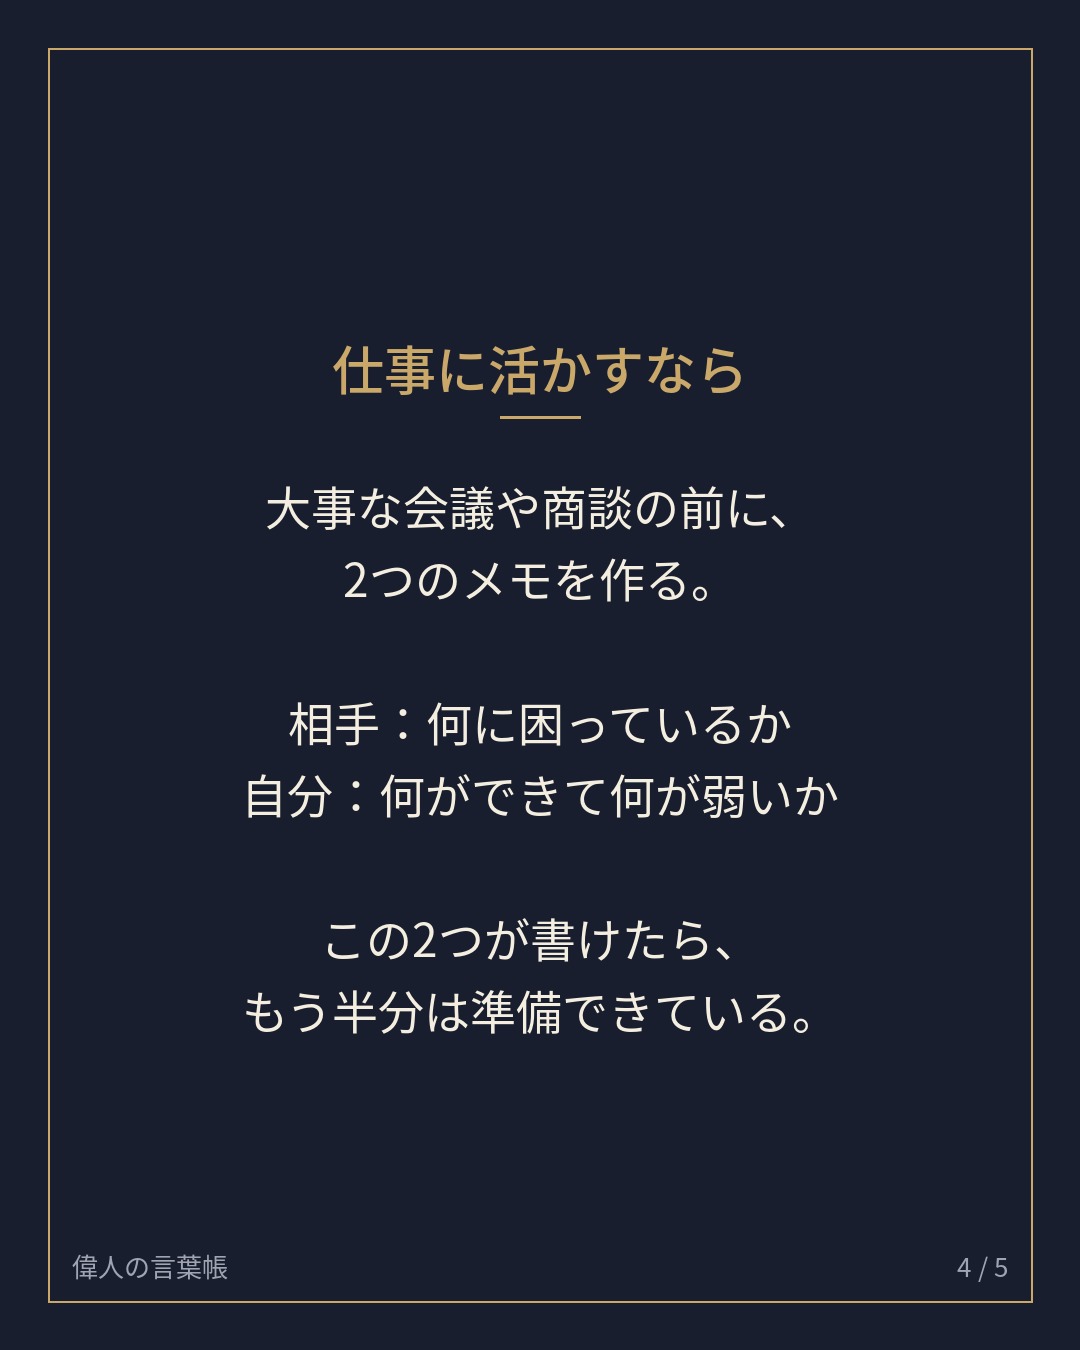 仕事に活かすなら
大事な会議や商談の前に、
2つのメモを作る。
相手：何に困っているか
自分：何ができて何が弱いか
この2つが書けたら、
もう半分は準備できている。
偉人の言葉帳
4 / 5